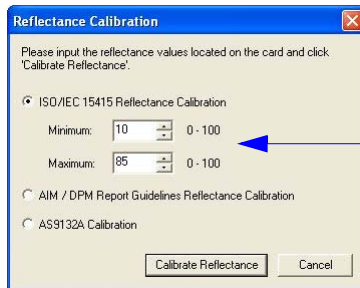 Reflectance Calibration
Please input the reflectance values located on the card and click
'Calibrate Reflectance'.
ISO/IEC 15415 Reflectance Calibration
Minimum: 10 0 - 100
Maximum: 85 0 - 100
AIM / DPM Report Guidelines Reflectance Calibration
AS9132A Calibration
Calibrate Reflectance Cancel